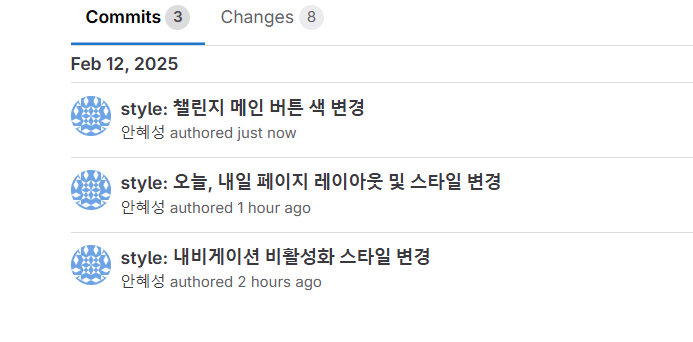 Commits 3 Changes 8
Feb 12, 2025
style: 챌린지 메인 버튼 색 변경
안혜성 authored just now
style: 오늘, 내일 페이지 레이아웃 및 스타일 변경
안혜성 authored 1 hour ago
style: 내비게이션 비활성화 스타일 변경
안혜성 authored 2 hours ago